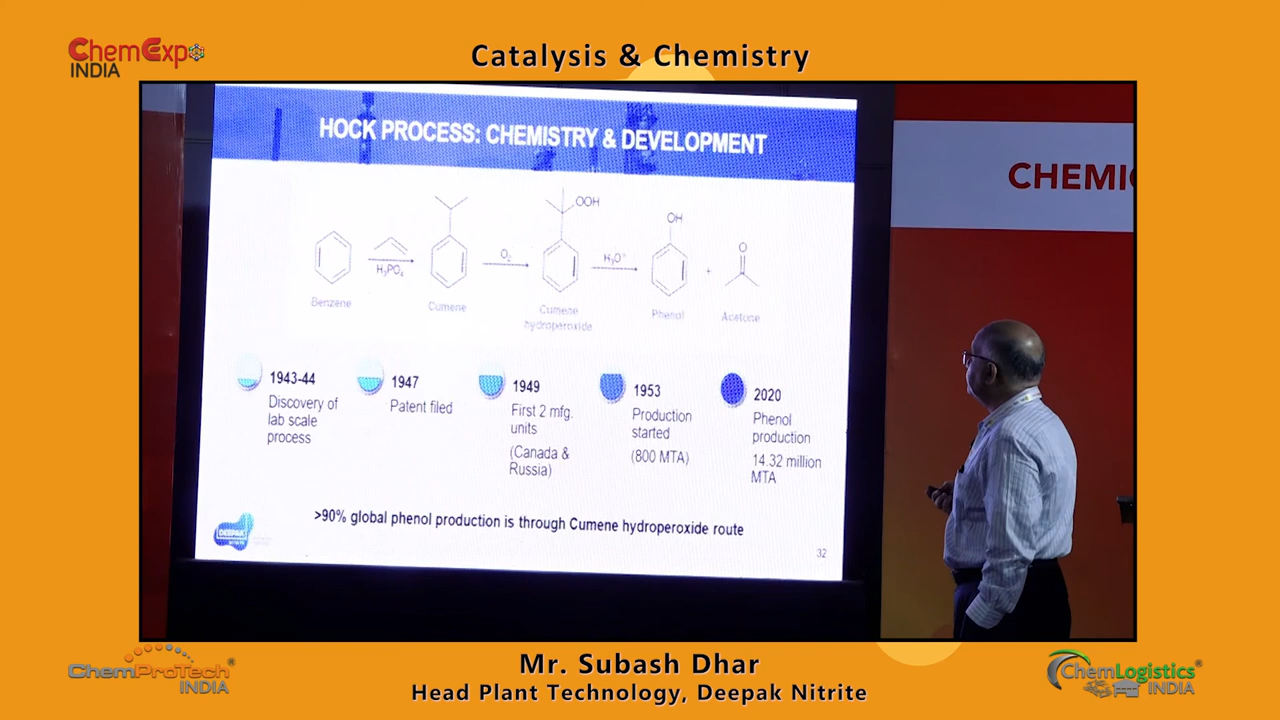 ChemExpo
INDIA
Catalysis & Chemistry
HOCK PROCESS: CHEMISTRY & DEVELOPMENT
CHEMIC
OOH
OH
O
O₂
H₃O⁺
H₃PO₄
+
Benzene
Cumene
Cumene
hydroperoxide
Phenol
Acetone
1943-44
Discovery of
lab scale
process
1947
Patent filed
1949
First 2 mfg.
units
(Canada &
Russia)
1953
Production
started
(800 MTA)
2020
Phenol
production
14.32 million
MTA
>90% global phenol production is through Cumene hydroperoxide route
DEEPAK
32
ChemProTech®
INDIA
Mr. Subash Dhar
Head Plant Technology, Deepak Nitrite
ChemLogistics®
INDIA